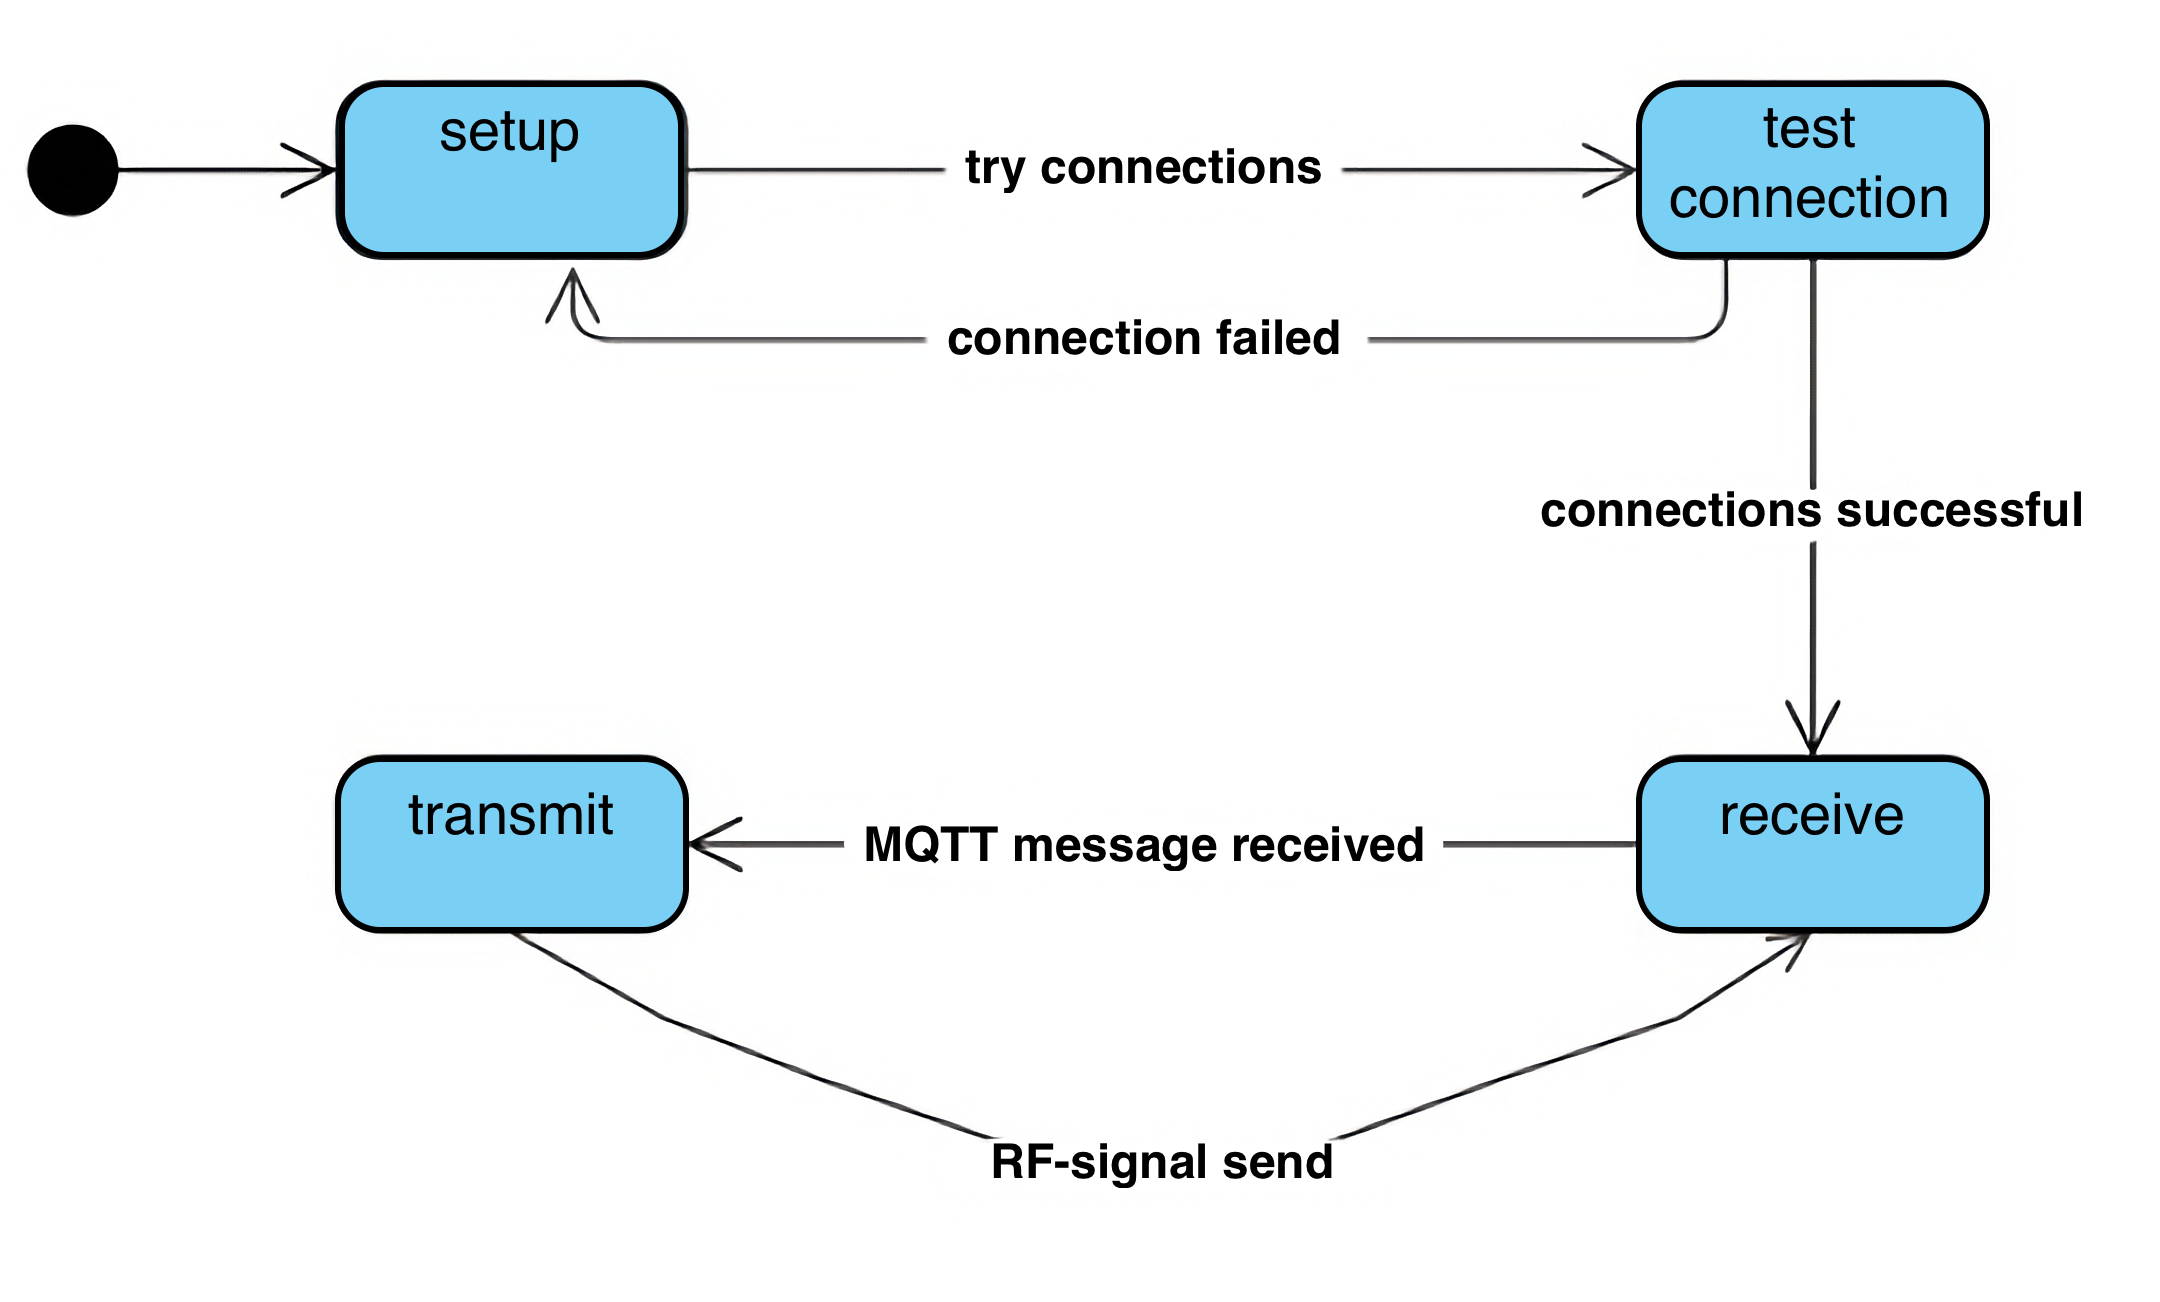 setup
try connections
test
connection
connection failed
connections successful
transmit
MQTT message received
receive
RF-signal send